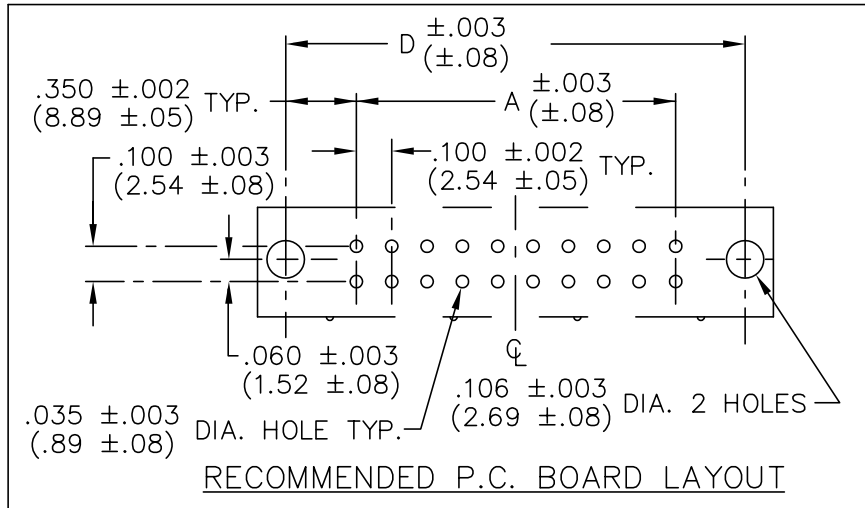 D ±.003
(±.08)
.350 ±.002 TYP.
(8.89 ±.05)
A ±.003
(±.08)
.100 ±.003
(2.54 ±.08)
.100 ±.002 TYP.
(2.54 ±.05)
.060 ±.003
(1.52 ±.08)
℄
.035 ±.003 DIA. HOLE TYP.
(.89 ±.08)
.106 ±.003 DIA. 2 HOLES
(2.69 ±.08)
RECOMMENDED P.C. BOARD LAYOUT